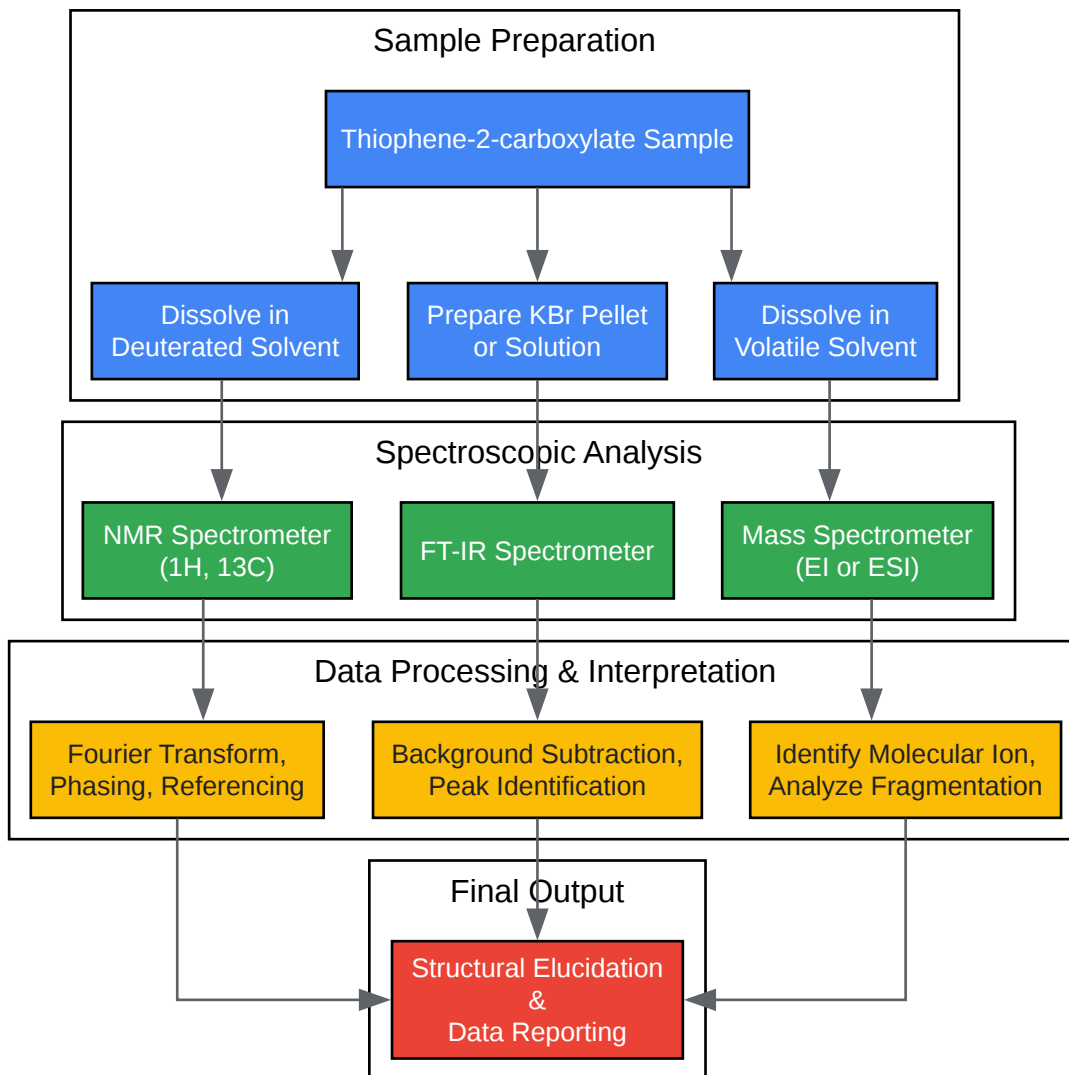 Sample Preparation
Thiophene-2-carboxylate Sample
Dissolve in
Deuterated Solvent
Prepare KBr Pellet
or Solution
Dissolve in
Volatile Solvent
Spectroscopic Analysis
NMR Spectrometer
(1H, 13C)
FT-IR Spectrometer
Mass Spectrometer
(EI or ESI)
Data Processing & Interpretation
Fourier Transform,
Phasing, Referencing
Background Subtraction,
Peak Identification
Identify Molecular Ion,
Analyze Fragmentation
Final Output
Structural Elucidation
&
Data Reporting